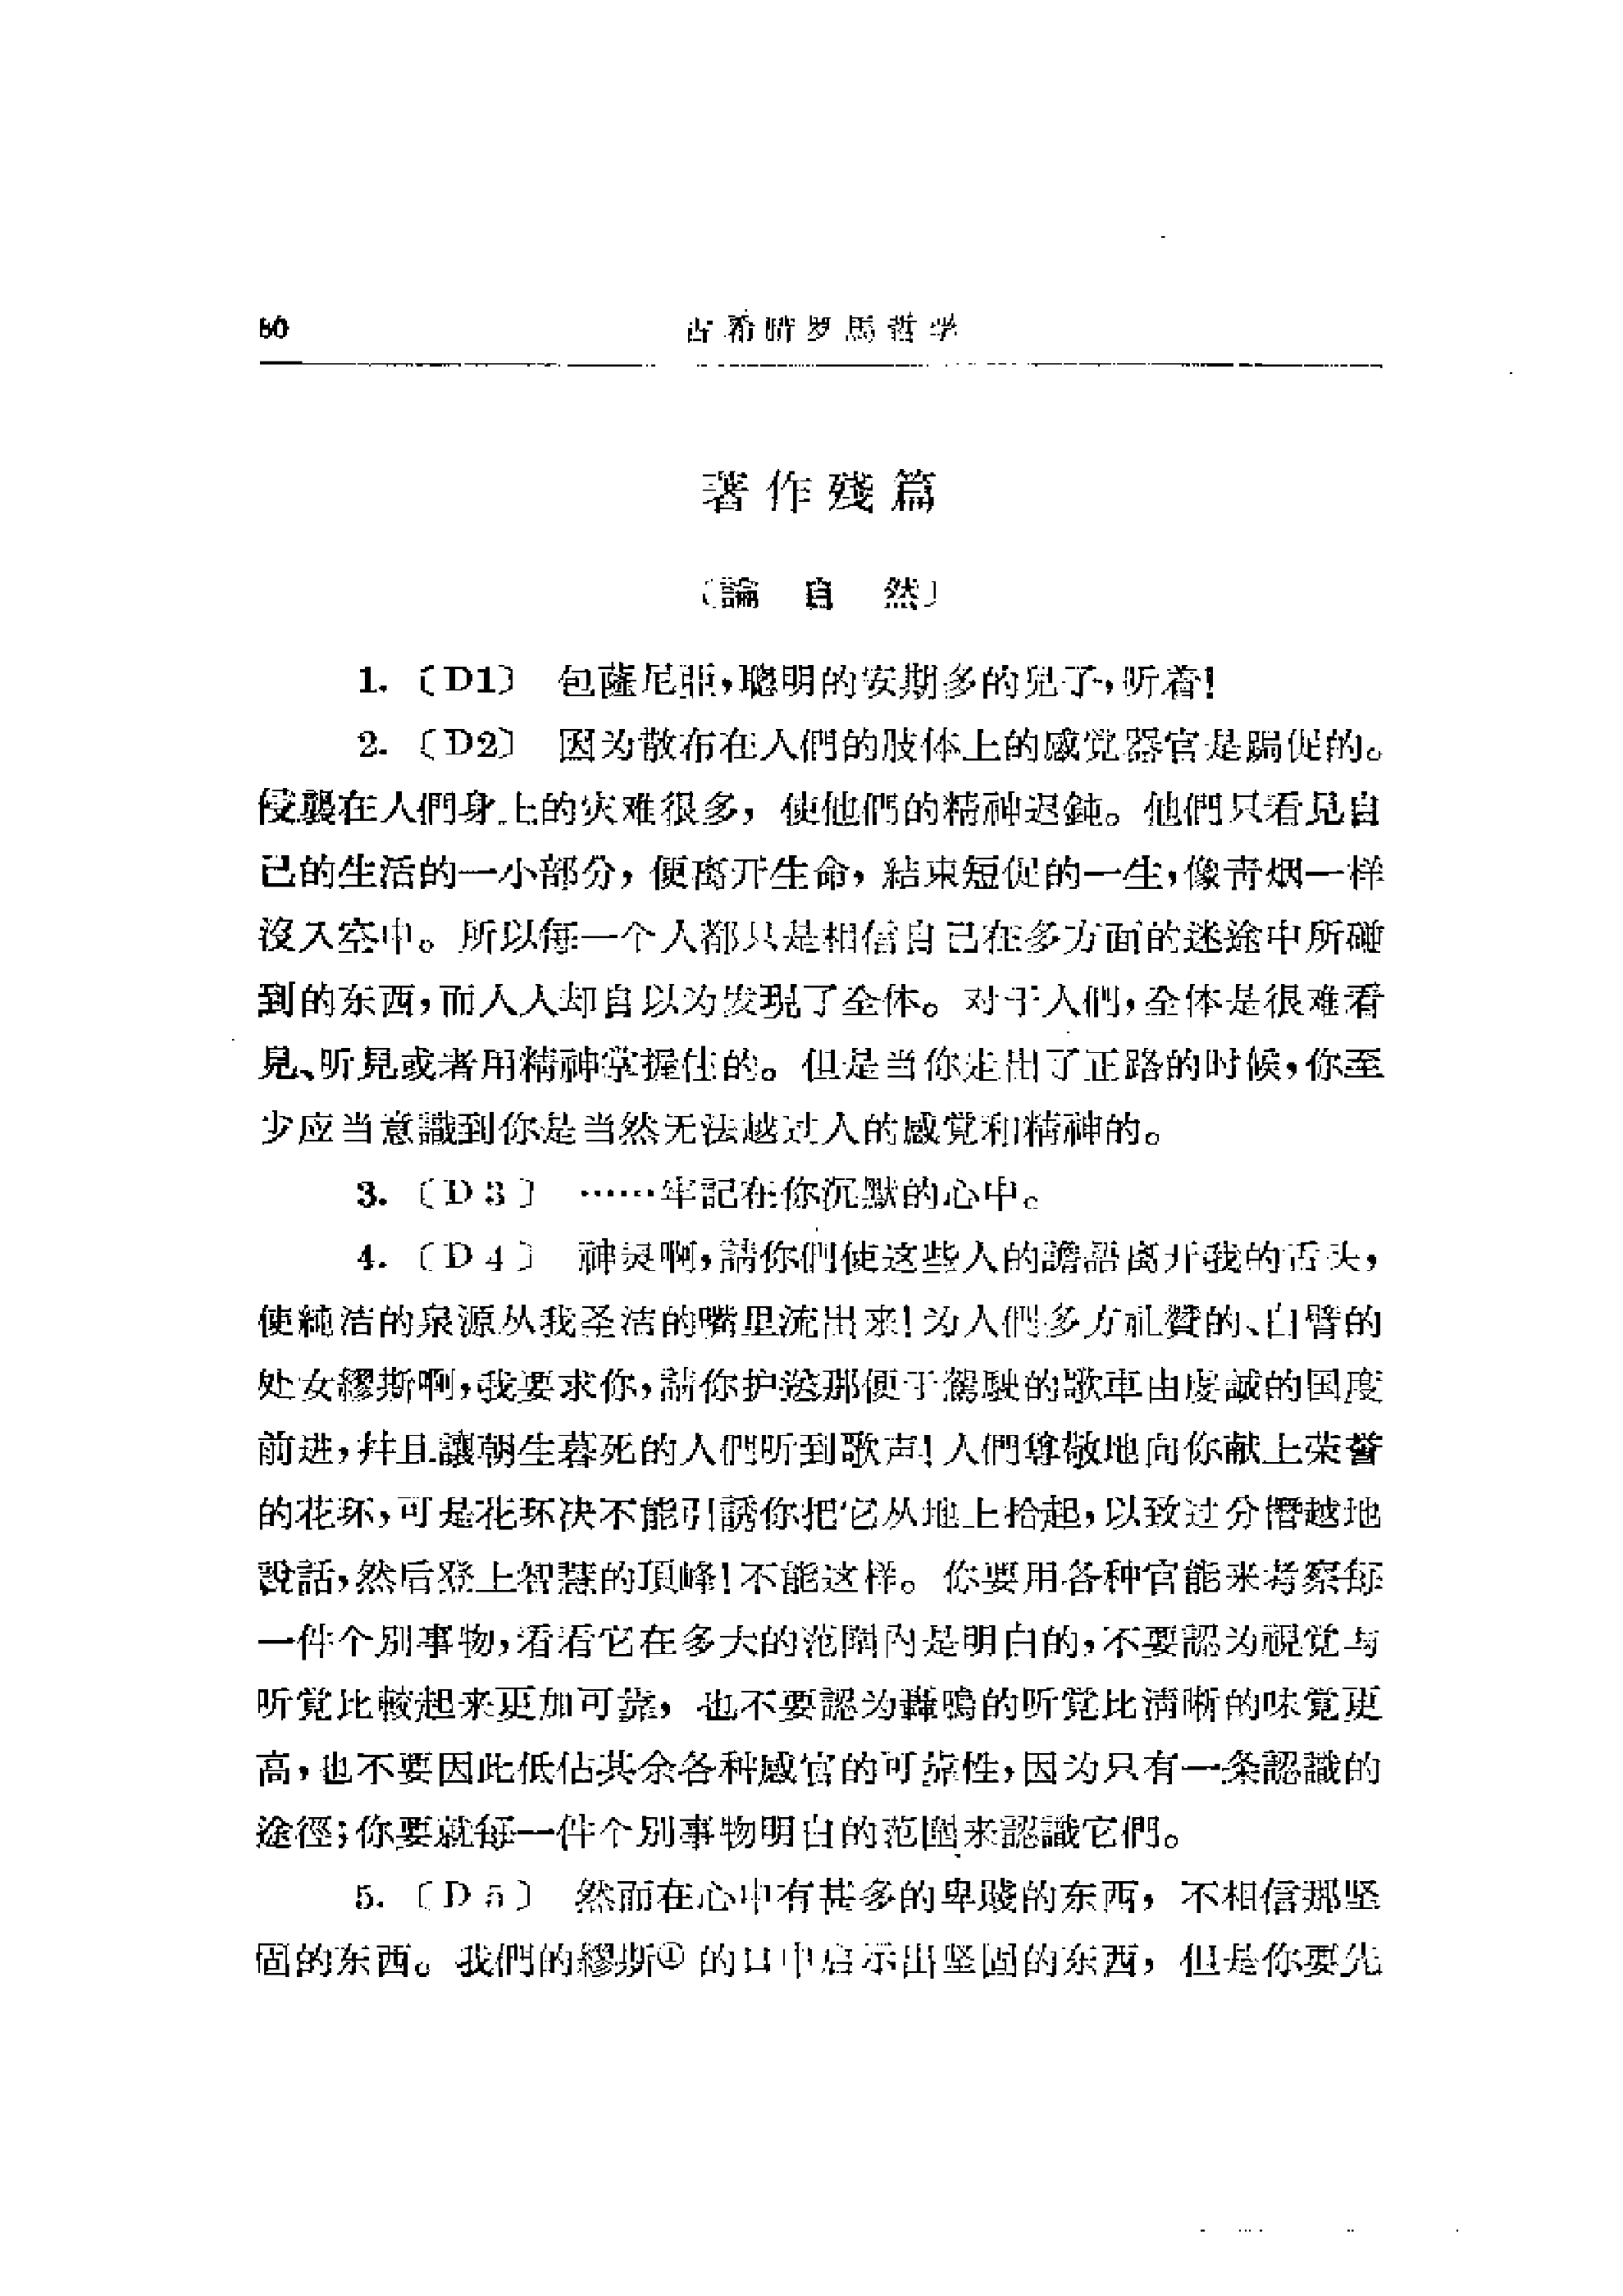 80 古希腊罗馬哲学
著作殘篇
〔論 自 然〕
1. 〔D1〕 包薩尼亚，聰明的安期多的兒子，听着！
2. 〔D2〕 因为散布在人們的肢体上的感觉器官是跼促的。
侵襲在人們身上的灾难很多，使他們的精神迟鈍。他們只看見自
己的生活的一小部分，便离开生命，結束短促的一生，像青烟一样
沒入空中。所以每一个人都只是相信自己在多方面的迷途中所碰
到的东西，而人人却自以为发現了全体。对于人們，全体是很难看
見、听見或者用精神掌握住的。但是当你走出了正路的时候，你至
少应当意識到你是当然无法越过人的感觉和精神的。
3. 〔D3〕 ……牢記在你沉默的心中。
4. 〔D4〕 神灵啊，請你們使这些人的譫語离开我的舌头，
使純洁的泉源从我圣洁的嘴里流出来！为人們多方礼贊的、白臂的
处女繆斯啊，我要求你，請你护送那便于駕駛的歌車由虔誠的国度
前进，幷且讓朝生暮死的人們听到歌声！人們尊敬地向你献上荣誉
的花环，可是花环决不能引誘你把它从地上拾起，以致过分僭越地
說話，然后登上智慧的頂峰！不能这样。你要用各种官能来考察每
一件个别事物，看看它在多大的范围內是明白的，不要認为視觉与
听觉比較起来更加可靠，也不要認为轟鳴的听觉比清晰的味觉更
高，也不要因此低估其余各种感官的可靠性，因为只有一条認識的
途徑；你要就每一件个别事物明白的范围来認識它們。
5. 〔D5〕 然而在心中有甚多的卑賤的东西，不相信那坚
固的东西。我們的繆斯① 的口中启示出坚固的东西，但是你要先